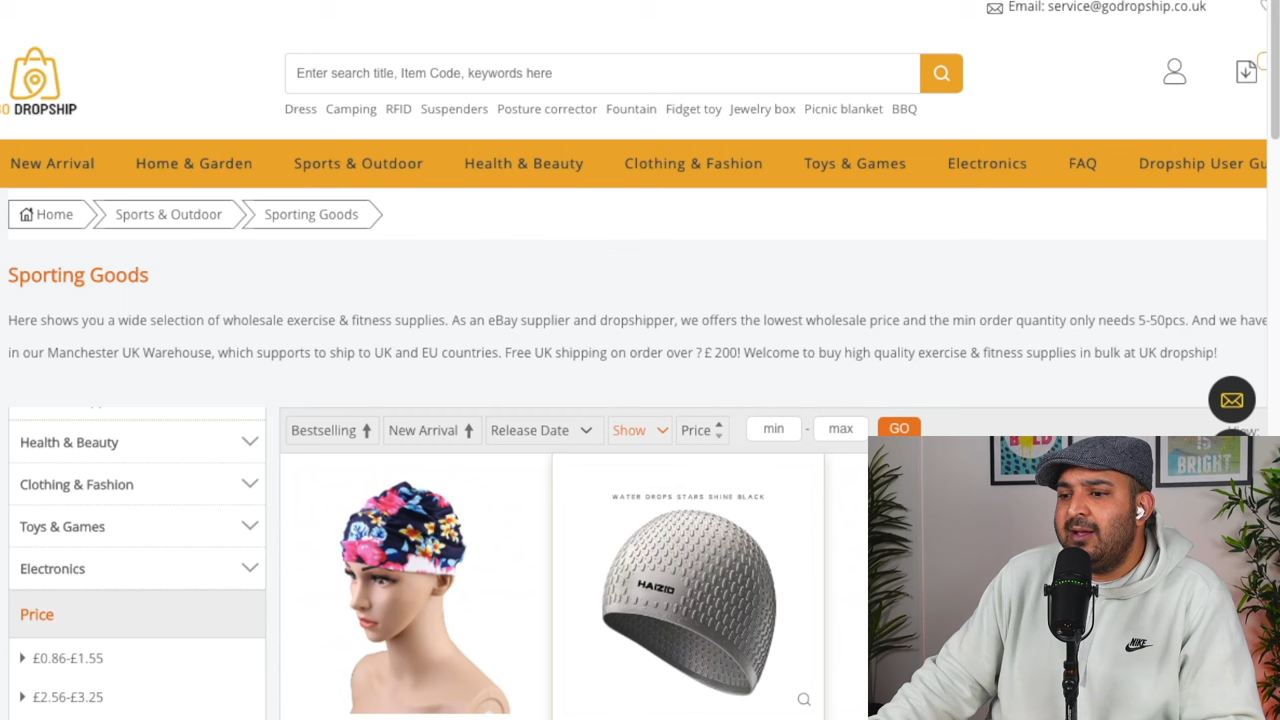 Email: service@godropship.co.uk
DROPSHIP
Enter search title, Item Code, keywords here
Dress Camping RFID Suspenders Posture corrector Fountain Fidget toy Jewelry box Picnic blanket BBQ
New Arrival Home & Garden Sports & Outdoor Health & Beauty Clothing & Fashion Toys & Games Electronics FAQ Dropship User Gu
Home Sports & Outdoor Sporting Goods
Sporting Goods
Here shows you a wide selection of wholesale exercise & fitness supplies. As an eBay supplier and dropshipper, we offers the lowest wholesale price and the min order quantity only needs 5-50pcs. And we have
in our Manchester UK Warehouse, which supports to ship to UK and EU countries. Free UK shipping on order over ?£ 200! Welcome to buy high quality exercise & fitness supplies in bulk at UK dropship!
Bestselling New Arrival Release Date Show Price min - max GO
View:
Health & Beauty
Clothing & Fashion
Toys & Games
Electronics
Price
£0.86-£1.55
£2.56-£3.25
WATER DROPS STARS SHINE BLACK
HAIZID
BOLD
IS
BRIGHT
NIKE